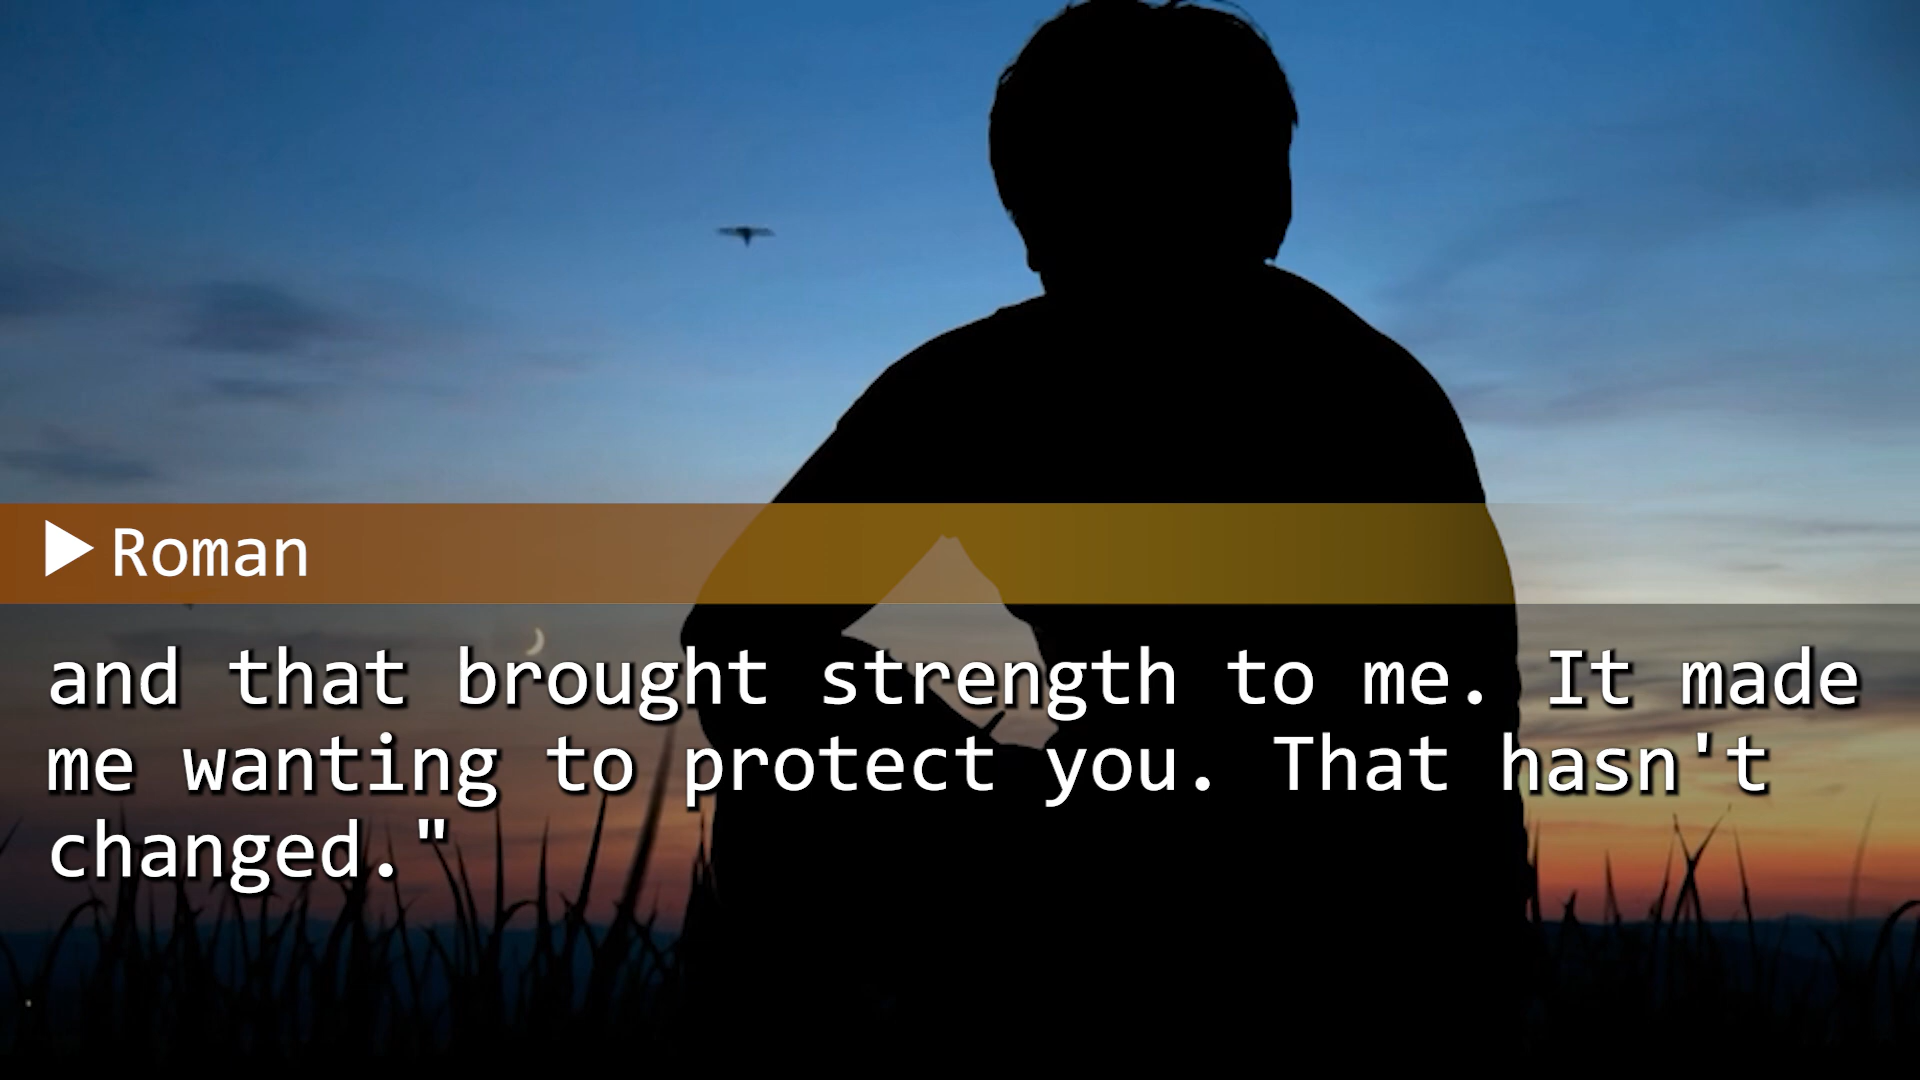 Roman
and that brought strength to me. It made
me wanting to protect you. That hasn't
changed."